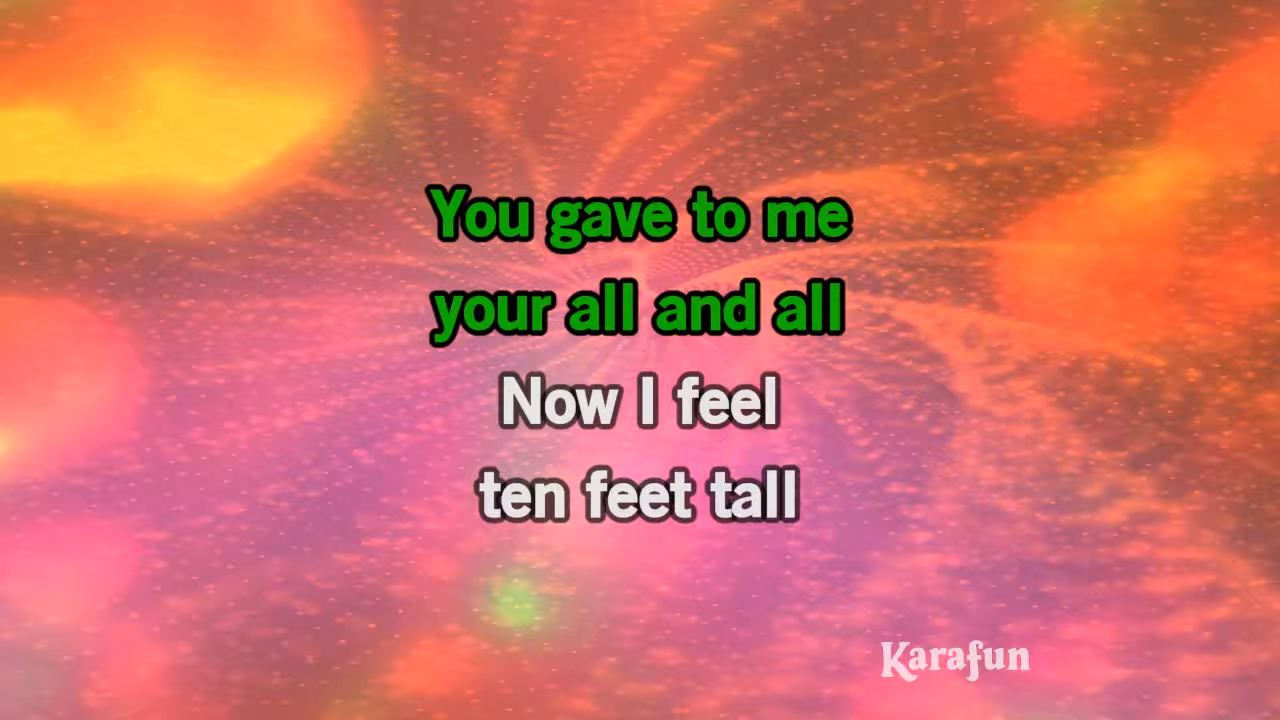 You gave to me
your all and all
Now I feel
ten feet tall
Karafun